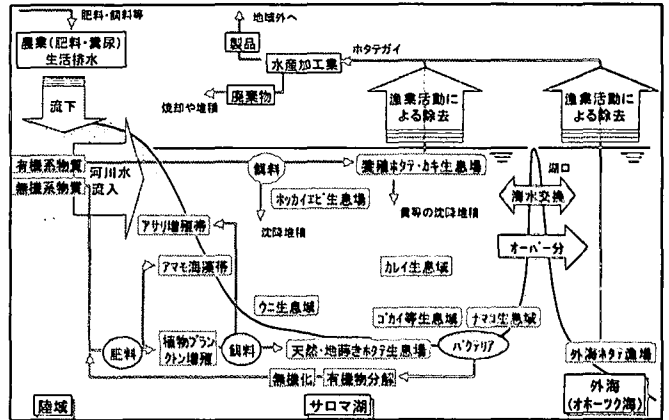 肥料・飼料等
農業(肥料・糞尿)
生活排水
流下
地域外へ
製品
ホタテガイ
水産加工業
廃棄物
焼却や堆積
漁業活動に
よる除去
漁業活動に
よる除去
有機系物質
無機系物質
河川水
流入
飼料
養殖ホタテ・カキ生息場
湖口
ホッカイエビ生息場
海水交換
沈降堆積
糞等の沈降堆積
アサリ増殖帯
オーバー分
アマモ海藻帯
カレイ生息域
ウニ生息域
ゴカイ等生息域
ナマコ生息域
肥料
植物プラン
クトン増殖
飼料
天然・地蒔きホタテ生息場
バクテリア
外海ホタテ漁場
無機化
有機物分解
陸域
サロマ湖
外海
(オホーツク海)